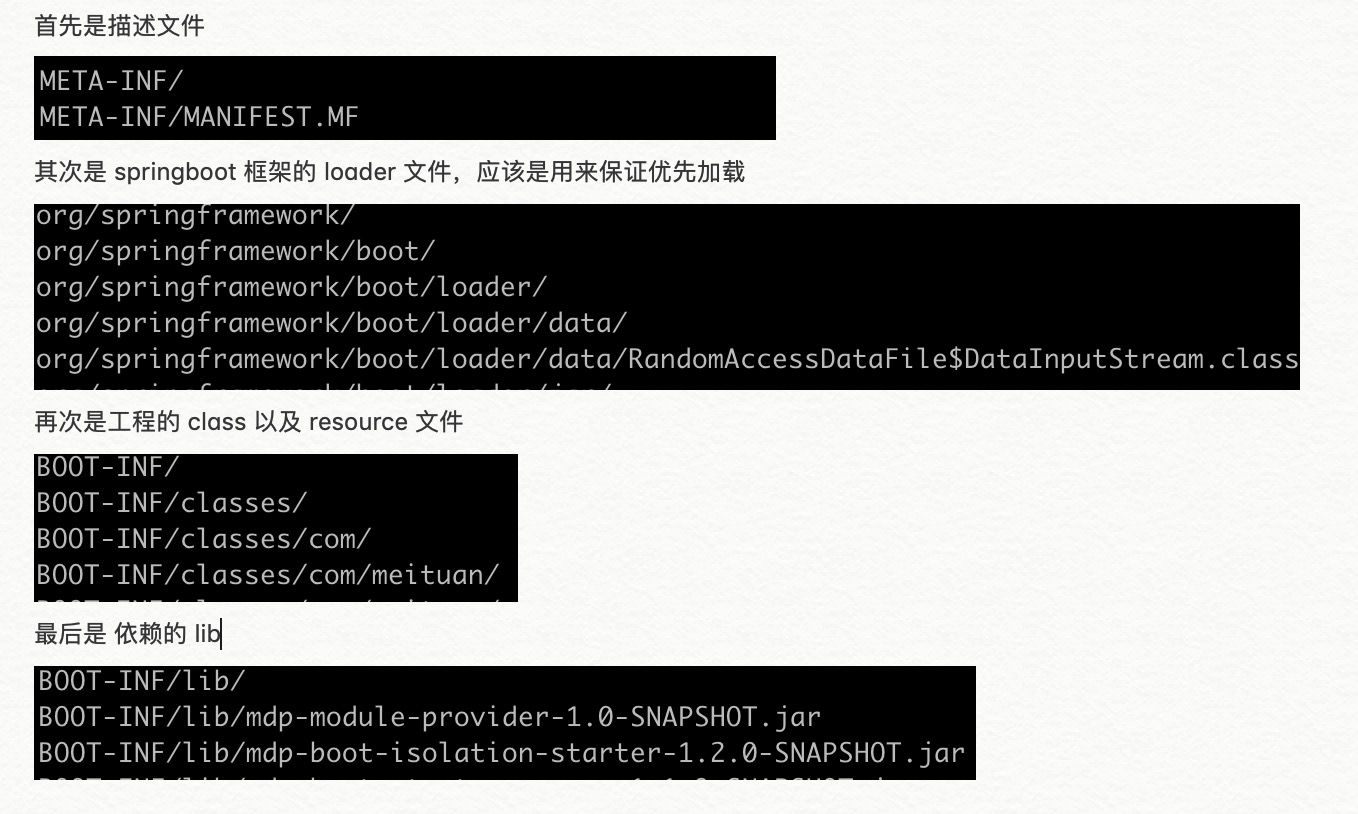 首先是描述文件
META-INF/
META-INF/MANIFEST.MF
其次是 springboot 框架的 loader 文件，应该是用来保证优先加载
org/springframework/
org/springframework/boot/
org/springframework/boot/loader/
org/springframework/boot/loader/data/
org/springframework/boot/loader/data/RandomAccessDataFile$DataInputStream.class
再次是工程的 class 以及 resource 文件
BOOT-INF/
BOOT-INF/classes/
BOOT-INF/classes/com/
BOOT-INF/classes/com/meituan/
最后是 依赖的 lib
BOOT-INF/lib/
BOOT-INF/lib/mdp-module-provider-1.0-SNAPSHOT.jar
BOOT-INF/lib/mdp-boot-isolation-starter-1.2.0-SNAPSHOT.jar